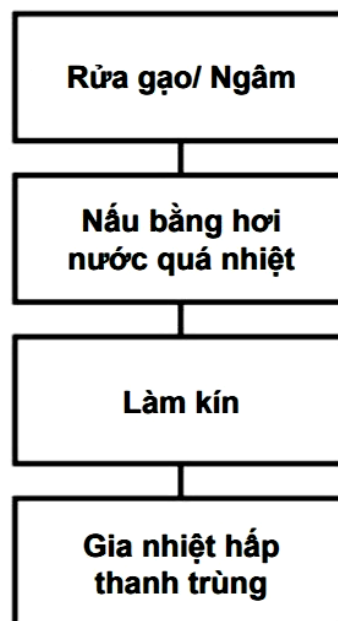 Rửa gạo/ Ngâm
Nấu bằng hơi
nước quá nhiệt
Làm kín
Gia nhiệt hấp
thanh trùng